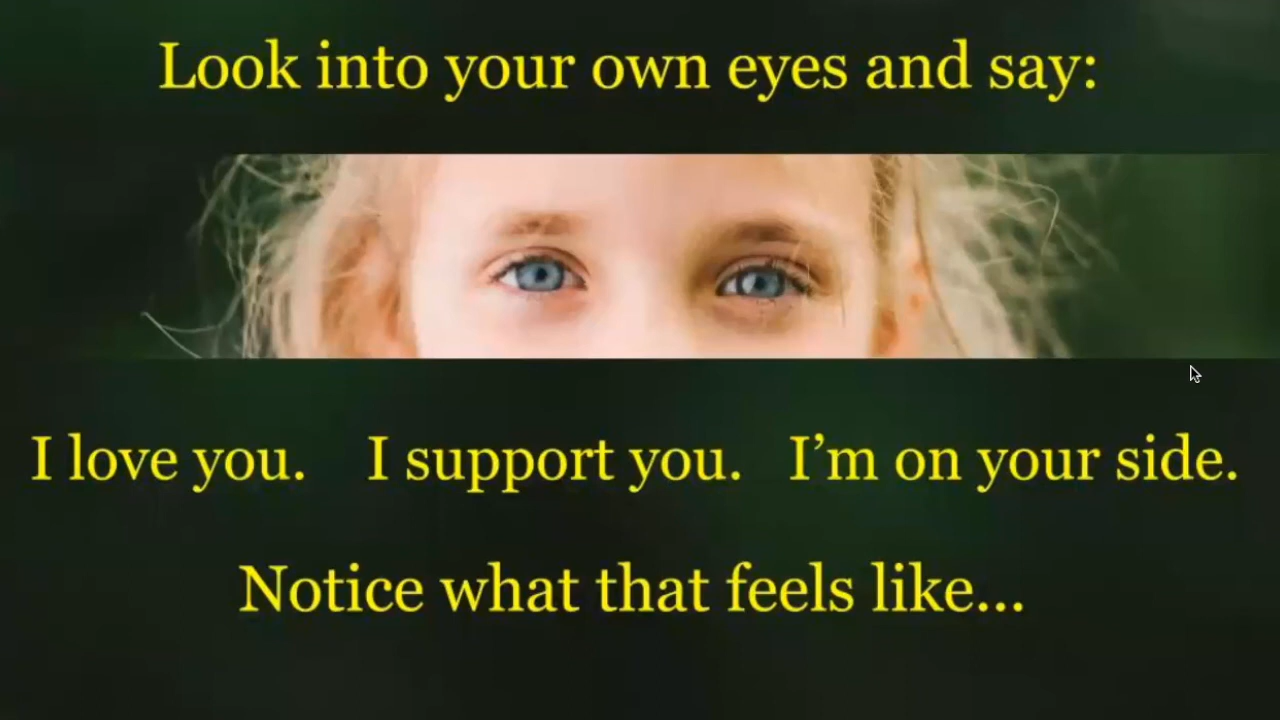 Look into your own eyes and say:
I love you. I support you. I’m on your side.
Notice what that feels like...